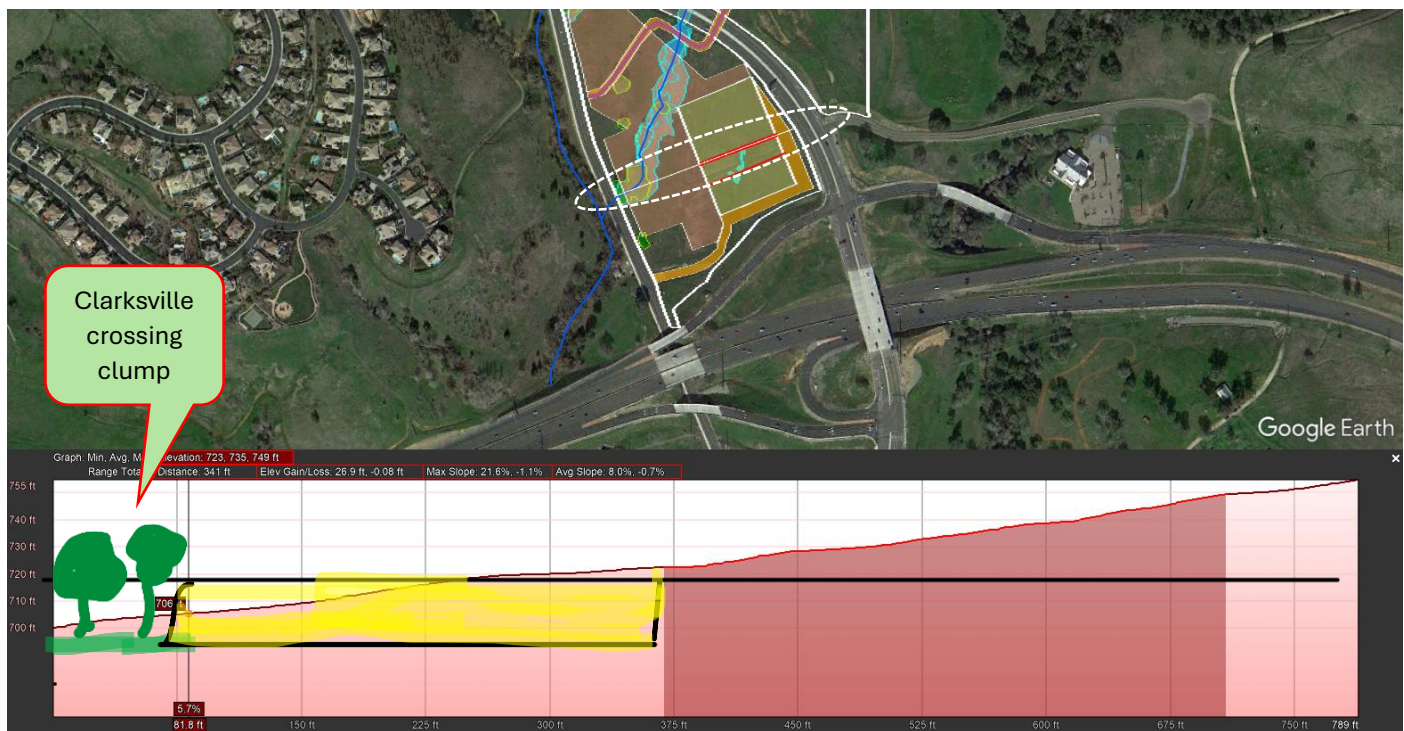 Clarksville
crossing
clump
Google Earth
Graph: Min, Avg, M elevation: 723, 735, 749 ft
Range Tota Distance: 341 ft Elev Gain/Loss: 26.9 ft, -0.08 ft Max Slope: 21.6%, -1.1% Avg Slope: 8.0%, -0.7%
755 ft
740 ft
730 ft
720 ft
710 ft
706
700 ft
5.7%
81.8 ft 150 ft 225 ft 300 ft 375 ft 450 ft 525 ft 600 ft 675 ft 750 ft 789 ft